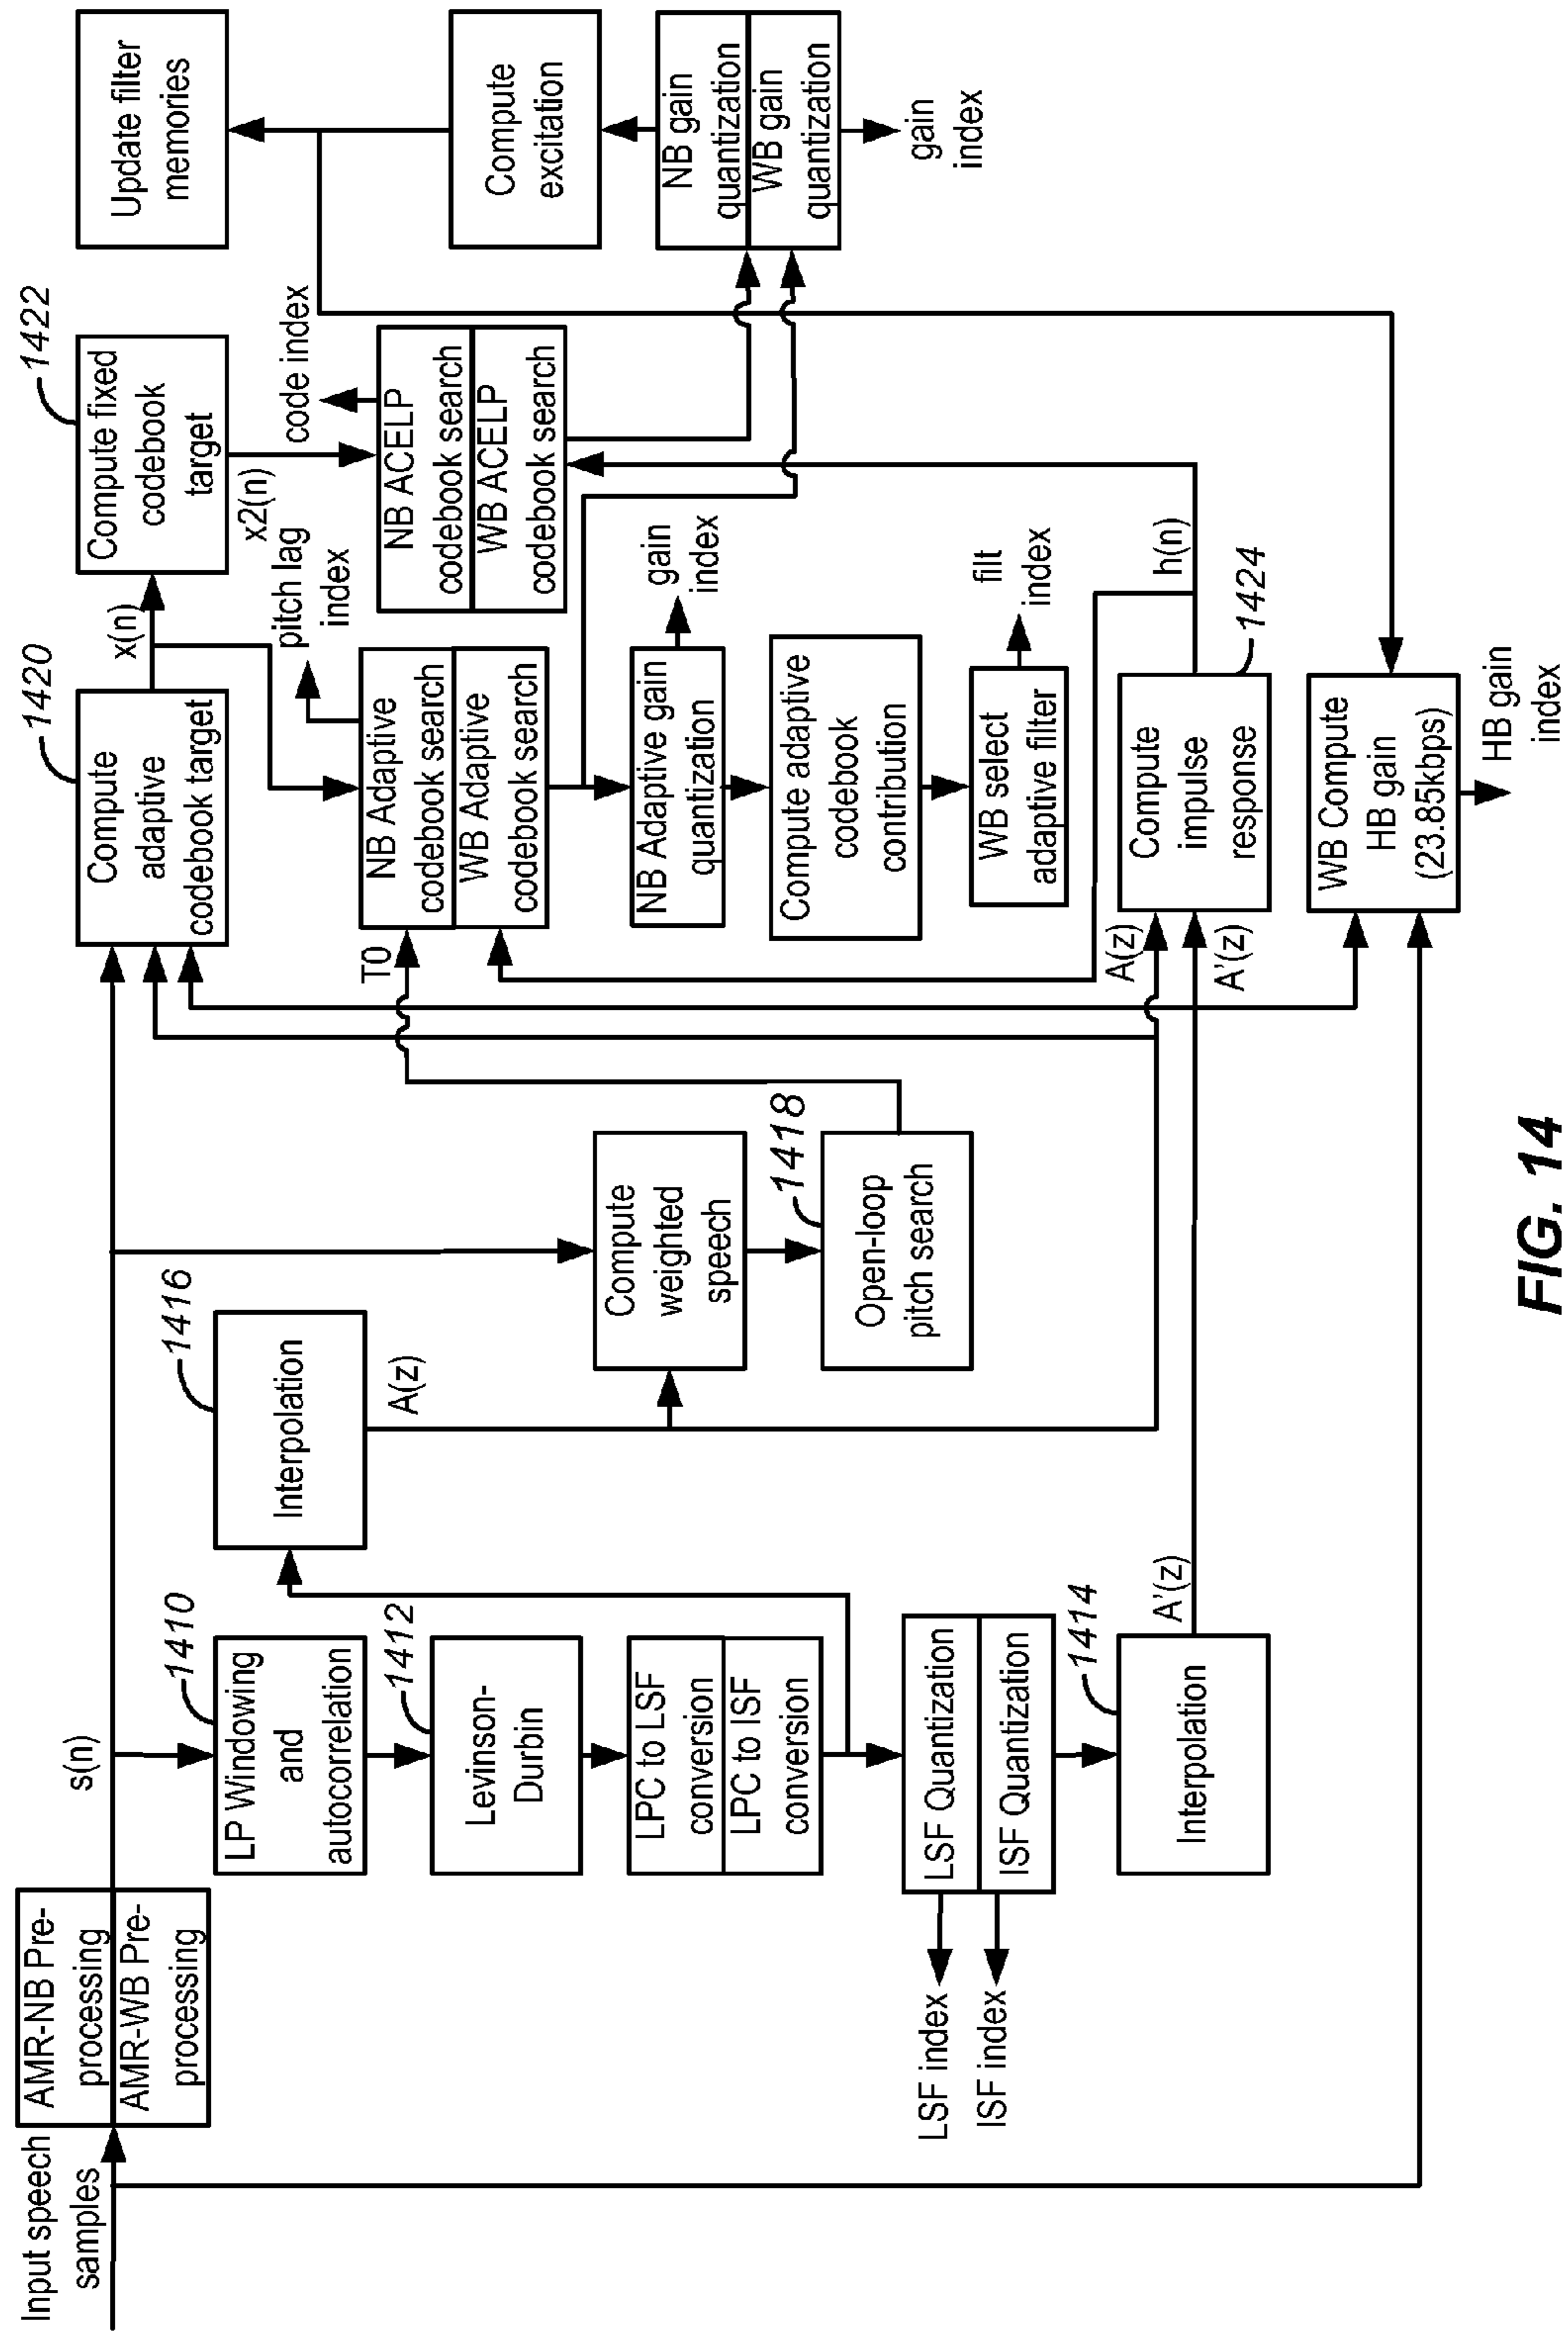 Input speech
samples
AMR-NB Pre-
processing
AMR-WB Pre-
processing
s(n)
1410
LP Windowing
and
autocorrelation
1412
Levinson-
Durbin
LPC to LSF
conversion
LPC to ISF
conversion
LSF Quantization
ISF Quantization
LSF index
ISF index
1414
Interpolation
A'(z)
1416
Interpolation
A(z)
Compute
weighted
speech
1418
Open-loop
pitch search
T0
1420
Compute
adaptive
codebook target
x(n)
1422
Compute fixed
codebook
target
x2(n)
Update filter
memories
pitch lag
index
NB Adaptive
codebook search
WB Adaptive
codebook search
code index
NB ACELP
codebook search
WB ACELP
codebook search
Compute
excitation
NB gain
quantization
WB gain
quantization
gain
index
NB Adaptive gain
quantization
gain
index
Compute adaptive
codebook
contribution
WB select
adaptive filter
filt
index
A(z)
A'(z)
Compute
impulse
response
1424
h(n)
WB Compute
HB gain
(23.85kbps)
HB gain
index
FIG. 14